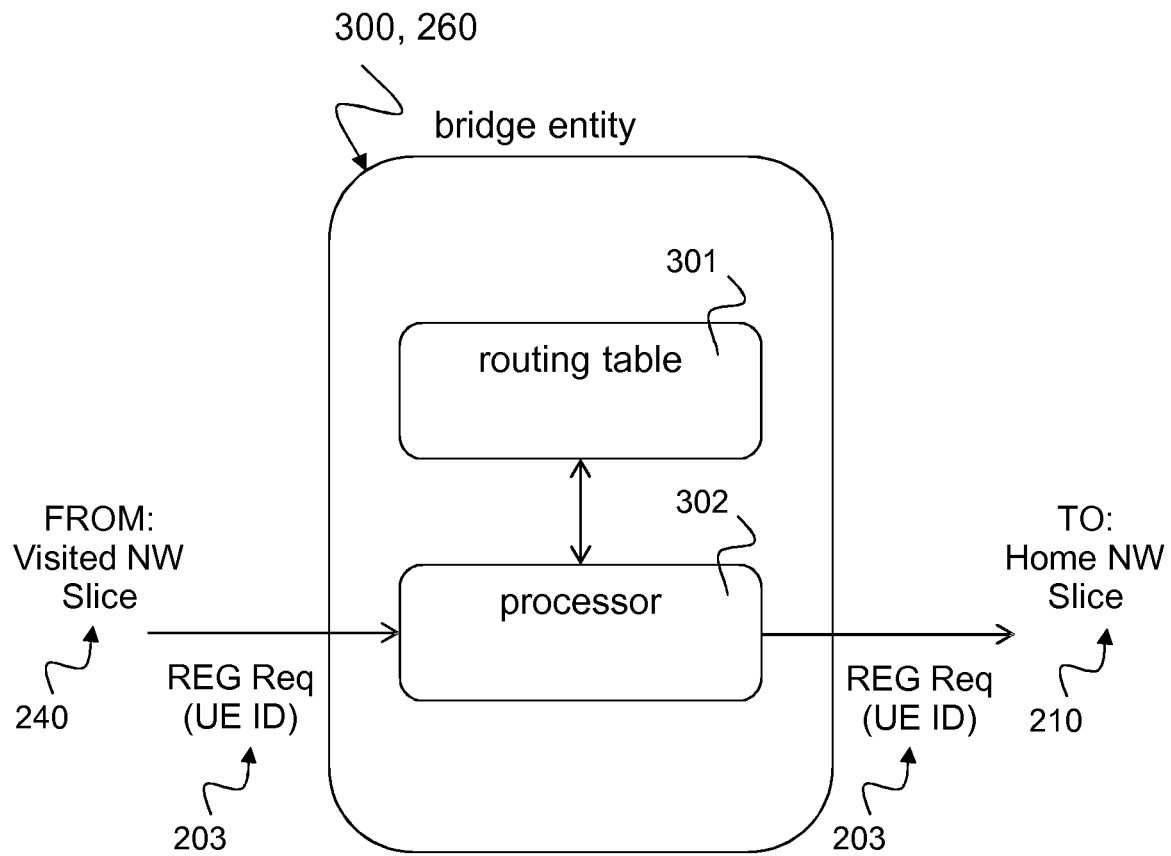 300, 260
bridge entity
301
routing table
302
processor
FROM:
Visited NW
Slice
240
REG Req
(UE ID)
203
TO:
Home NW
Slice
210
REG Req
(UE ID)
203